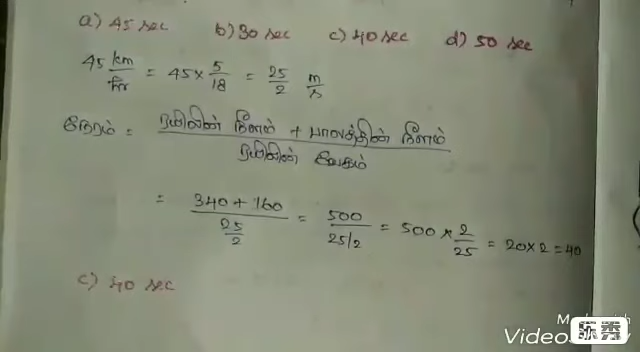 a) 45 sec b) 30 sec c) 40 sec d) 50 sec
45 km/hr = 45 × 5/18 = 25/2 m/s
நேரம் = ரயிலின் நீளம் + பாலத்தின் நீளம் / ரயிலின் வேகம்
= 340 + 160 / 25/2 = 500 / 25/2 = 500 × 2/25 = 20 × 2 = 40
c) 40 sec